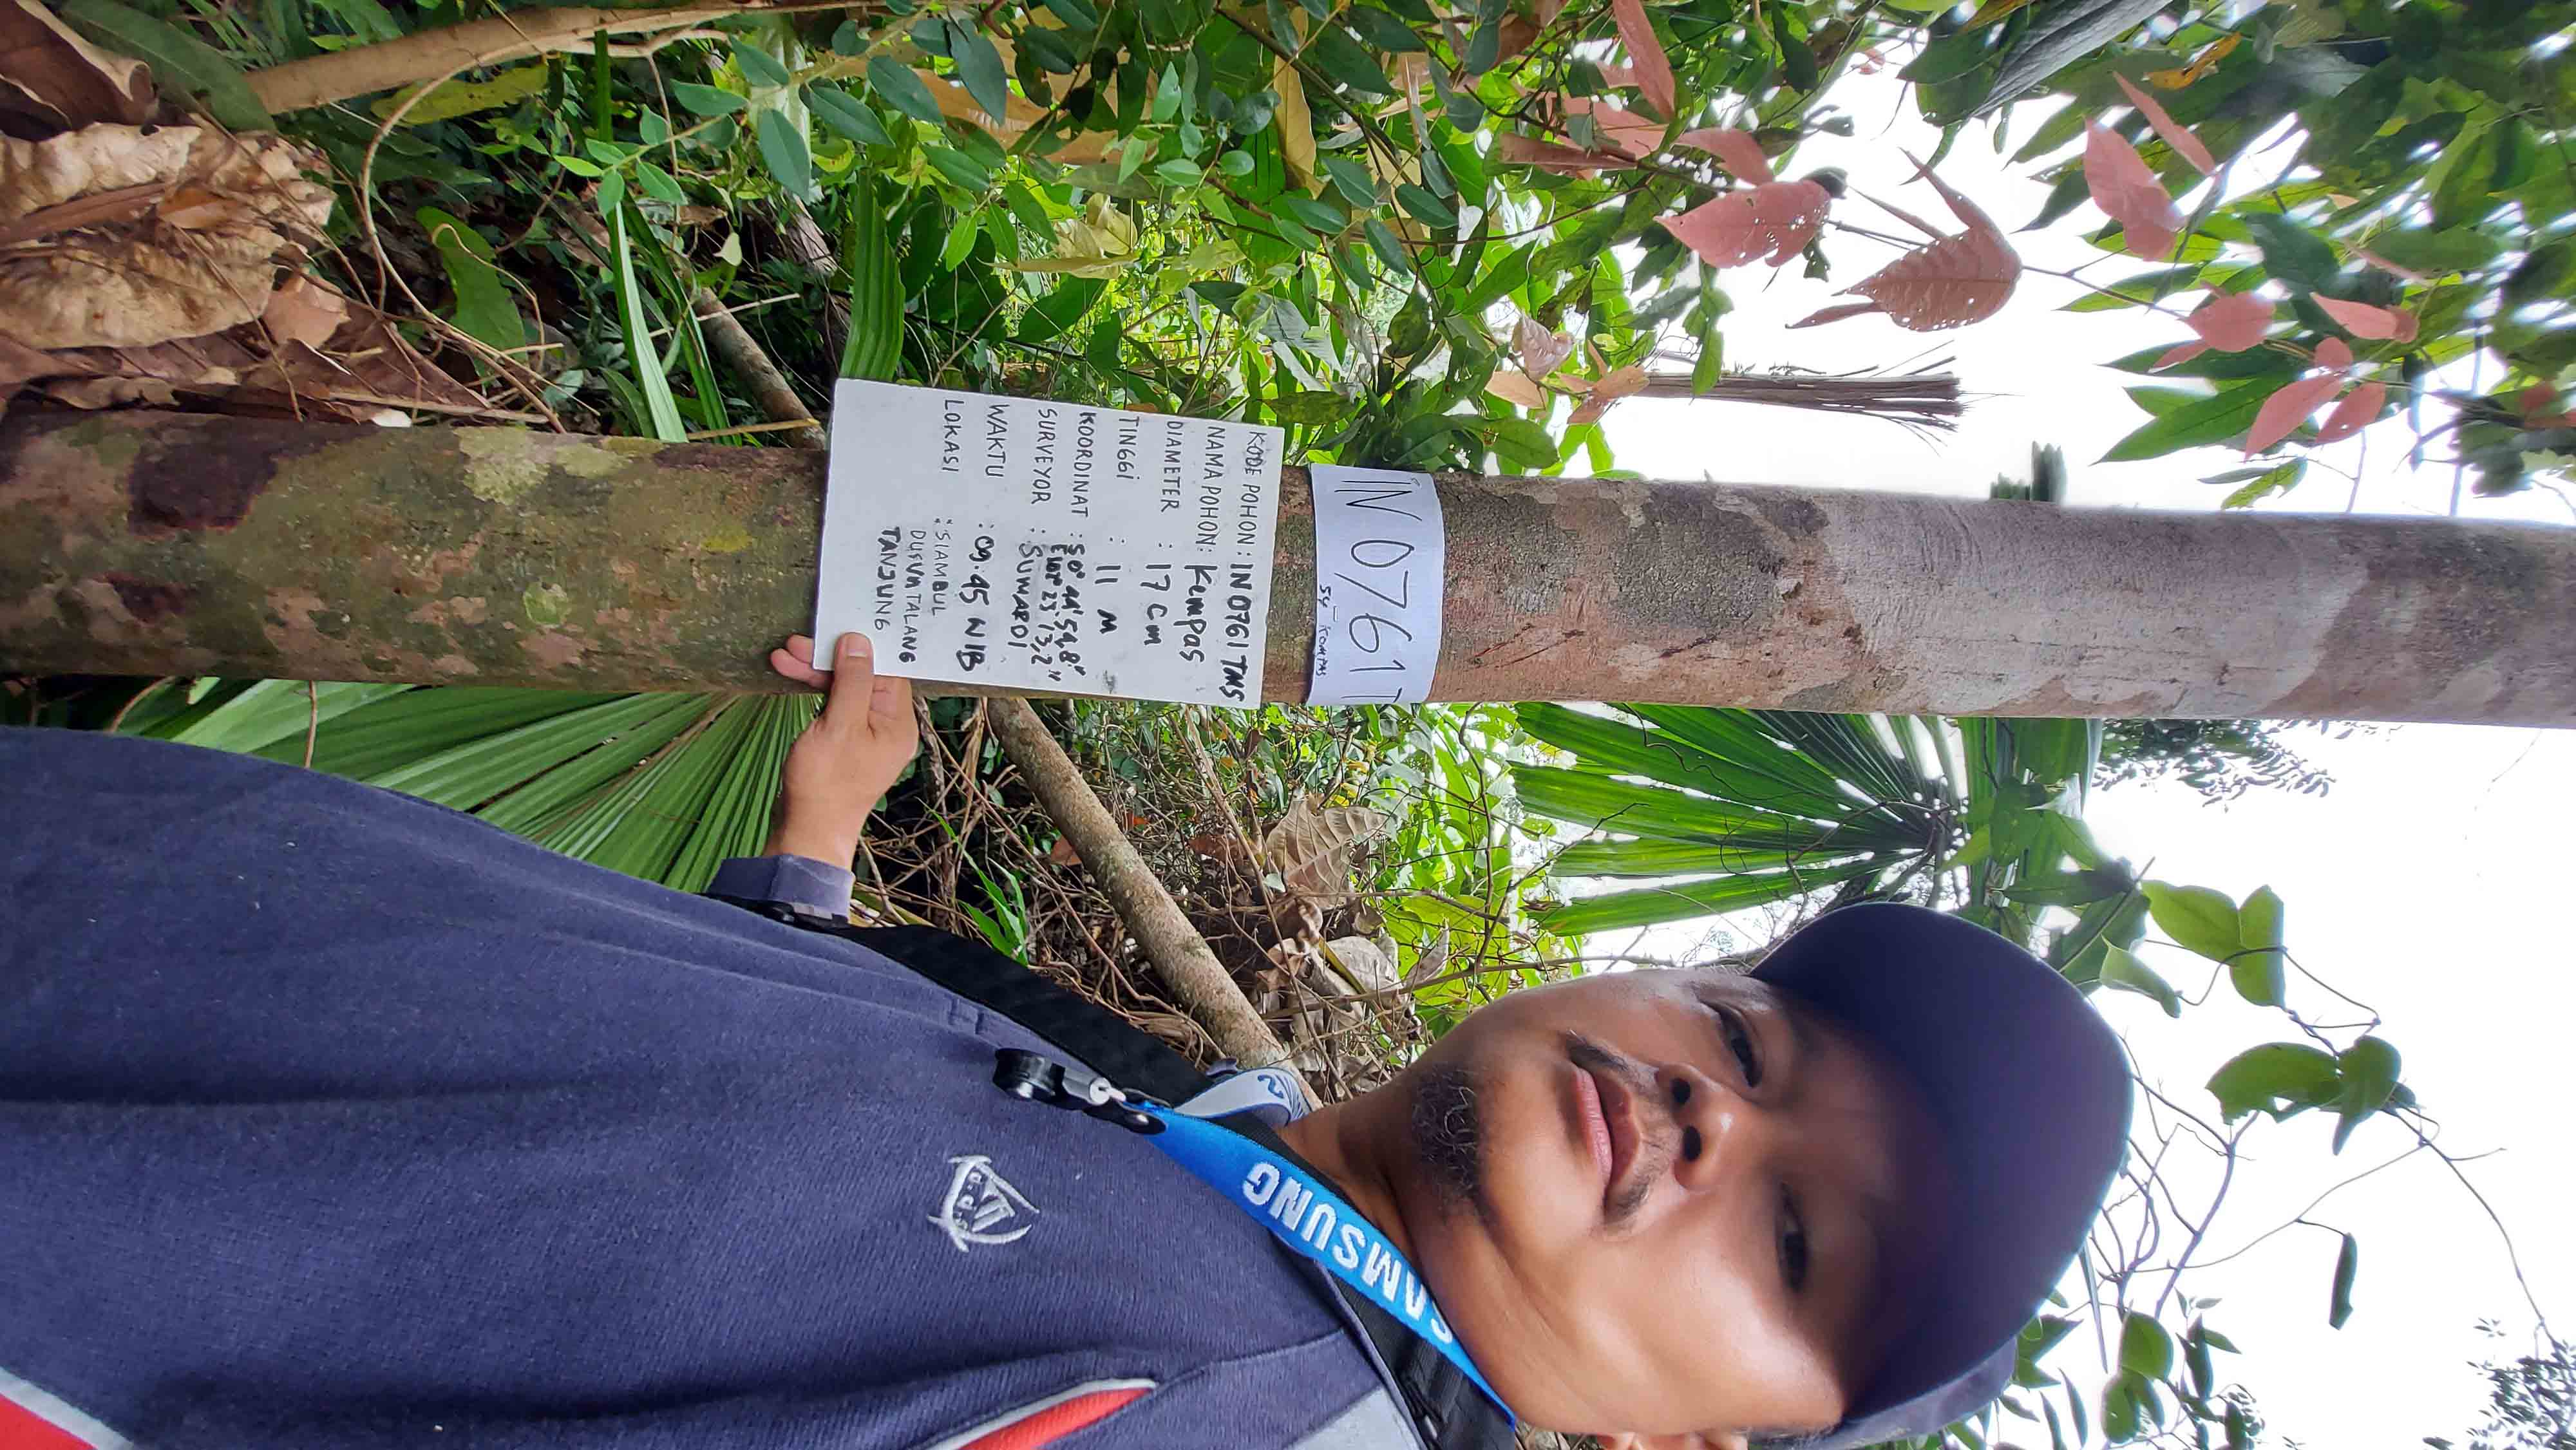 IN 0761 T
54 KOMPAS
KODE POHON : IN 0761 TMS
NAMA POHON : Kempas
DIAMETER : 17 Cm
TINGGI : 11 M
KOORDINAT : S 0° 44' 54,8"
E 102° 23' 13,2"
SURVEYOR : SUMARDI
WAKTU : 09.45 WIB
LOKASI : SIAMBUL
DUSUN TALANG
TANJUNG
SAMSUNG